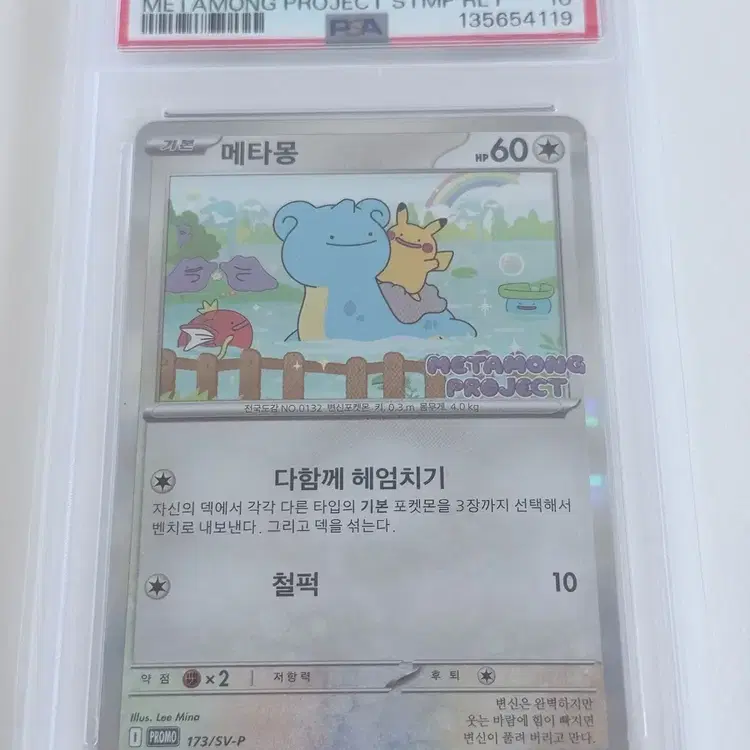 METAMONG PROJECT STMP RLY 10
PSA 135654119
기본 메타몽 HP 60
METAMONG
PROJECT
전국도감 NO.0132 변신포켓몬 키 0.3 m 몸무게 4.0 kg
다함께 헤엄치기
자신의 덱에서 각각 다른 타입의 기본 포켓몬을 3장까지 선택해서
벤치로 내보낸다. 그리고 덱을 섞는다.
철퍽 10
약점 ×2 저항력 후퇴
Illus. Lee Mina
D PROMO 173/SV-P
변신은 완벽하지만
웃는 바람에 힘이 빠지면
변신이 풀려 버리고 만다.